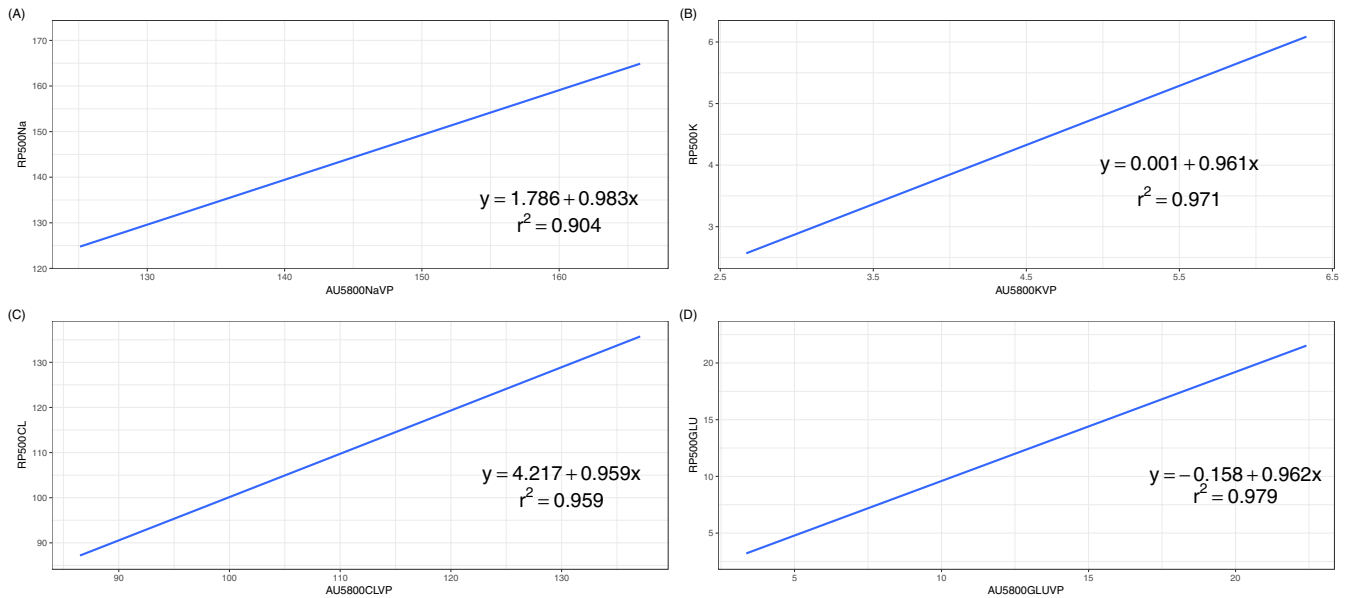 (A)
170
160
150
140
130
120
RP500Na
y = 1.786 + 0.983x
r² = 0.904
130 140 150 160
AU5800NaVP
(B)
6
5
4
3
RP500K
y = 0.001 + 0.961x
r² = 0.971
2.5 3.5 4.5 5.5 6.5
AU5800KVP
(C)
130
120
110
100
90
RP500CL
y = 4.217 + 0.959x
r² = 0.959
90 100 110 120 130
AU5800CLVP
(D)
20
15
10
5
RP500GLU
y = −0.158 + 0.962x
r² = 0.979
5 10 15 20
AU5800GLUVP